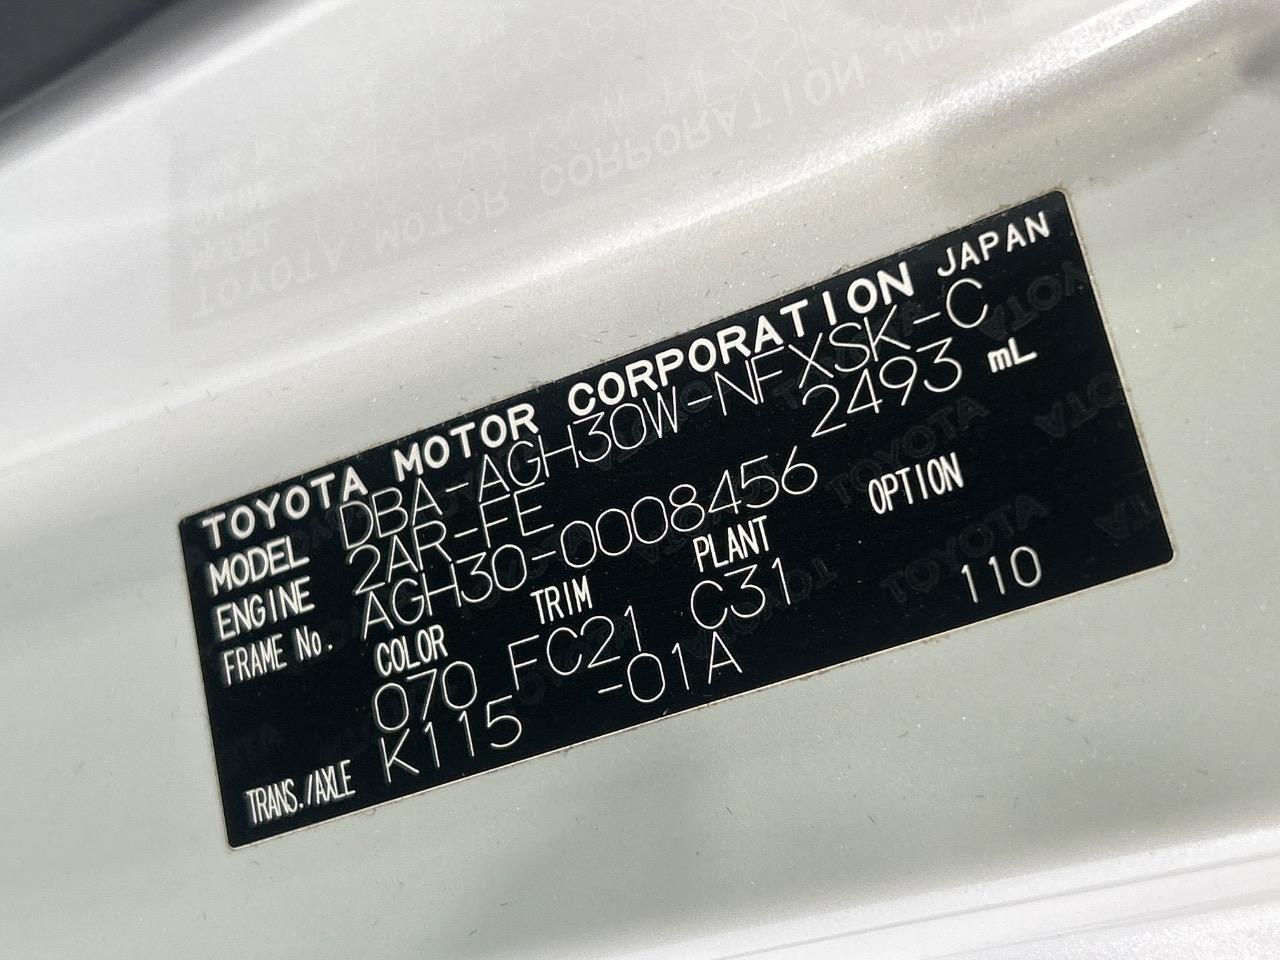 TOYOTA MOTOR CORPORATION JAPAN
MODEL DBA-AGH30W-NFXSK-C
ENGINE 2AR-FE 2493 mL
FRAME No. AGH30-0008456
COLOR TRIM PLANT OPTION
070 FC21 C31 110
TRANS./AXLE K115 -01A